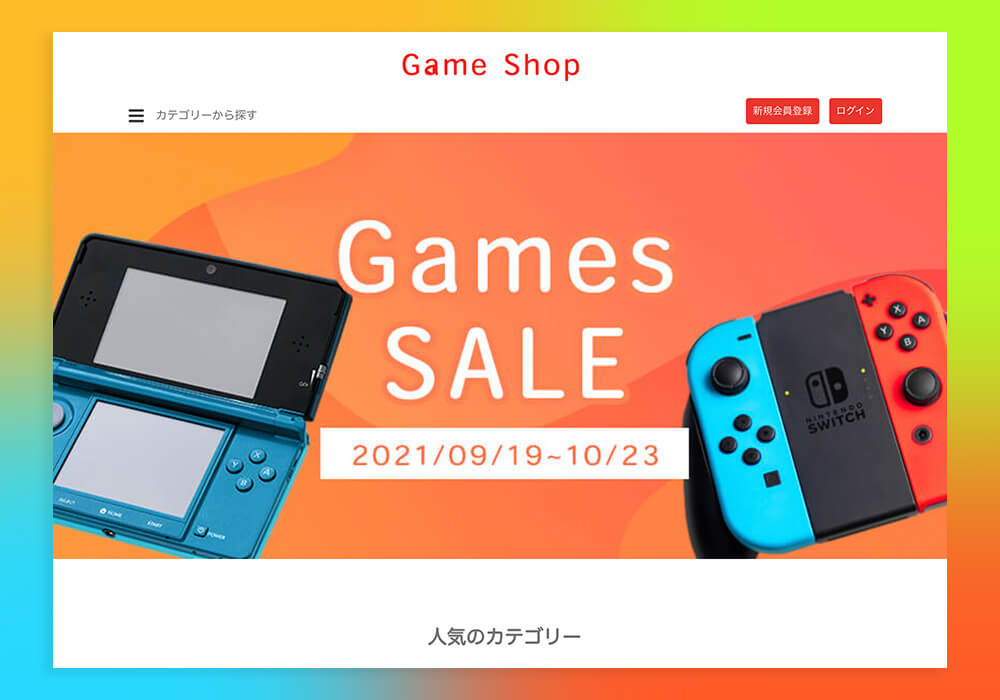 Game Shop
カテゴリーから探す
新規会員登録
ログイン
Games
SALE
2021/09/19~10/23
X
Y
A
B
SELECT
HOME
START
POWER
X
A
Y
B
NINTENDO
SWITCH
人気のカテゴリー